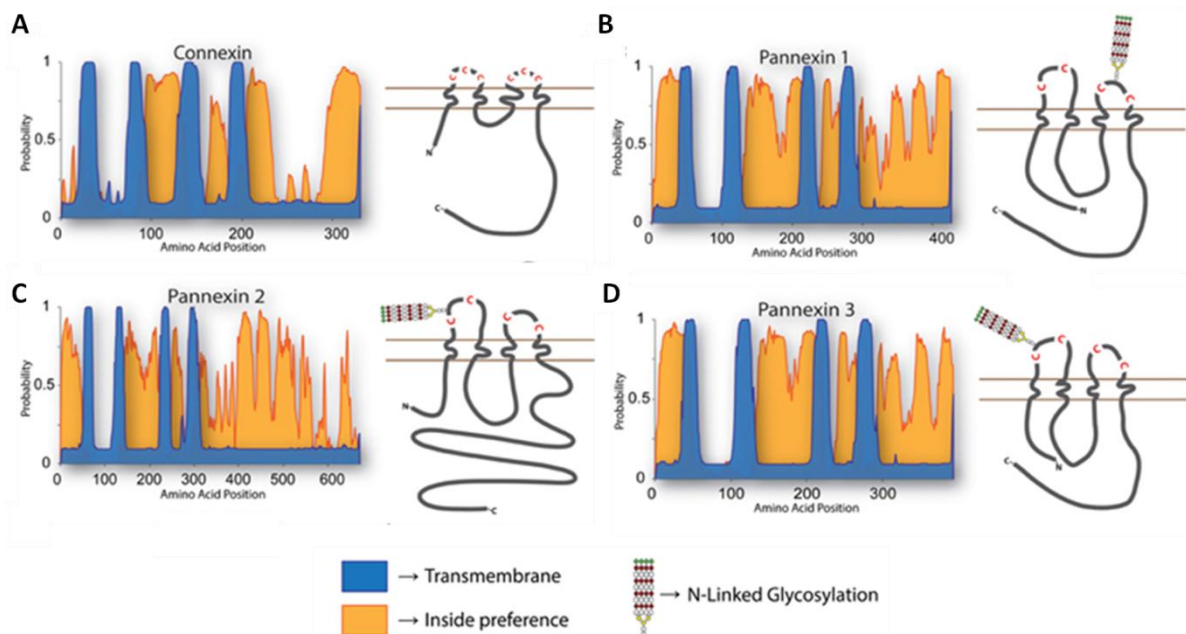 A
Connexin
1
0.5
0
Probability
0 100 200 300
Amino Acid Position
N
C-
C C C C C C
B
Pannexin 1
1
0.5
0
Probability
0 100 200 300 400
Amino Acid Position
C C C C
C-
-N
C
Pannexin 2
1
0.5
0
Probability
0 100 200 300 400 500 600
Amino Acid Position
C C C C
N
-C
D
Pannexin 3
1
0.5
0
Probability
0 100 200 300
Amino Acid Position
C C C C
C-
N
→ Transmembrane
→ Inside preference
→ N-Linked Glycosylation